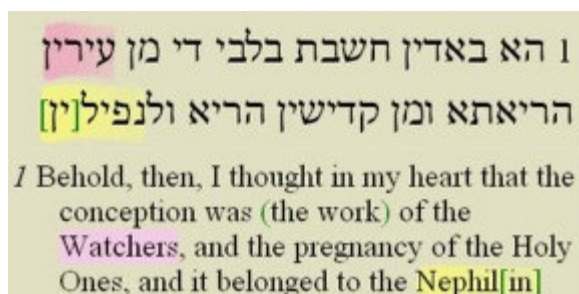 1 הא באדין חשבת בלבי די מן עירין
הריאתא ומן קדישין הריא ולנפיל[ין]
1 Behold, then, I thought in my heart that the
conception was (the work) of the
Watchers, and the pregnancy of the Holy
Ones, and it belonged to the Nephil[in]